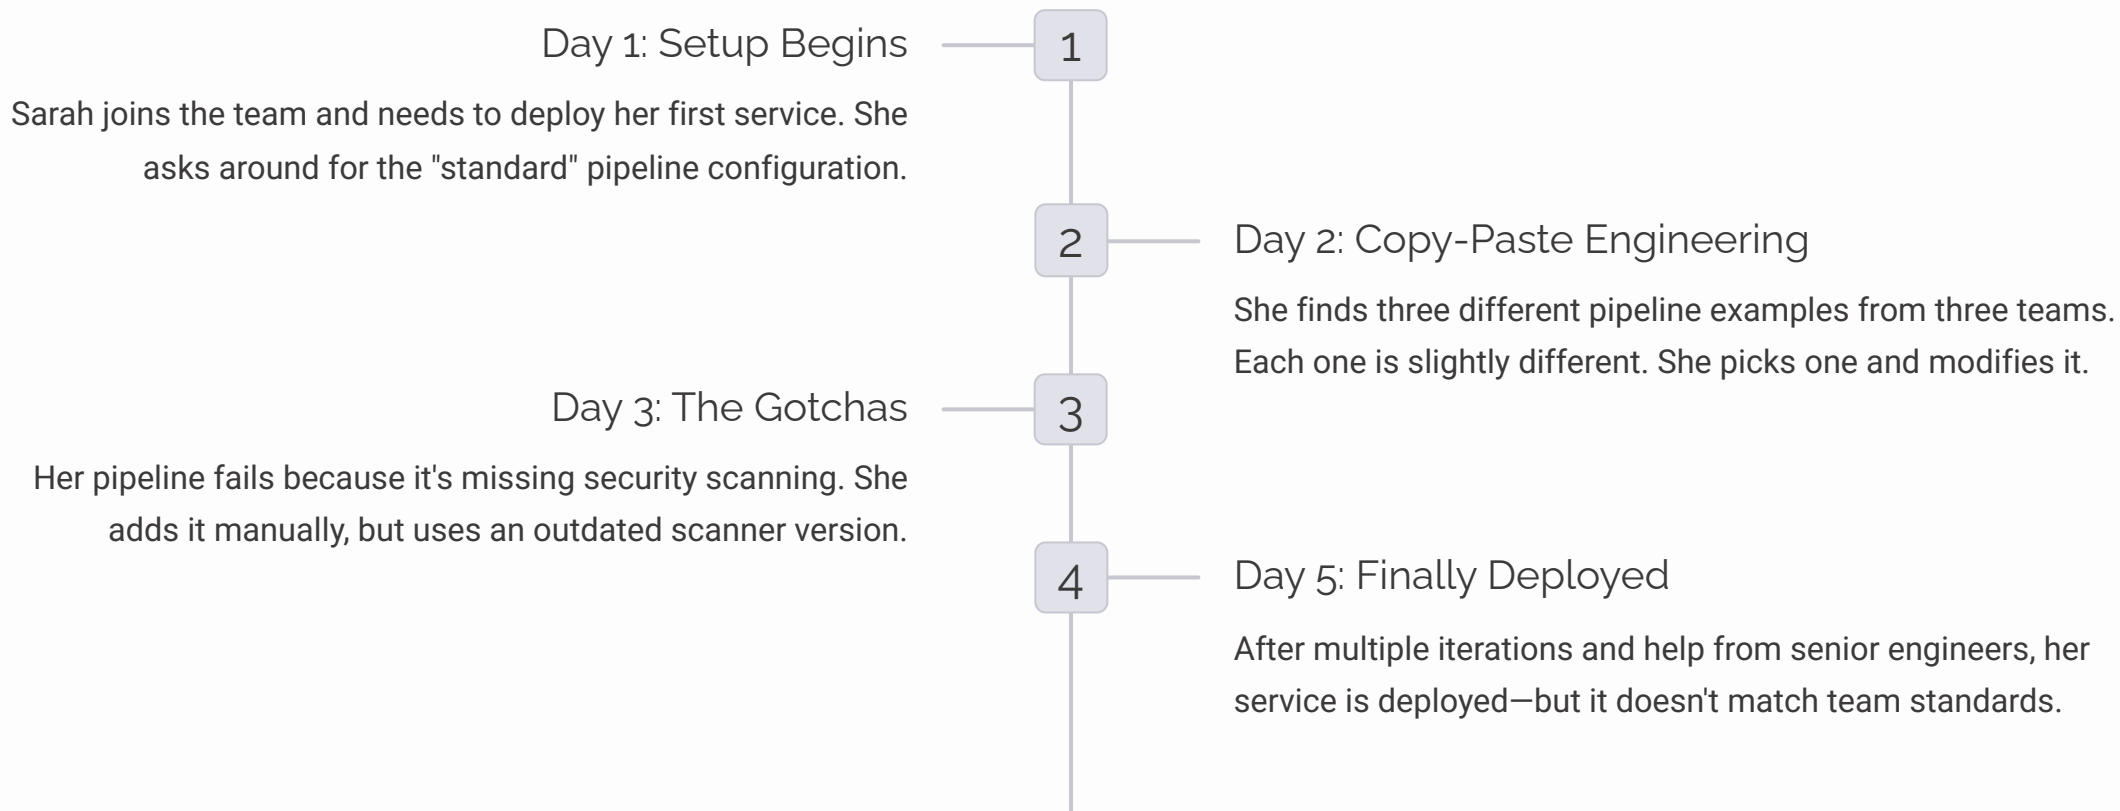 Day 1: Setup Begins
1
Sarah joins the team and needs to deploy her first service. She
asks around for the "standard" pipeline configuration.
2
Day 2: Copy-Paste Engineering
She finds three different pipeline examples from three teams.
Each one is slightly different. She picks one and modifies it.
Day 3: The Gotchas
3
Her pipeline fails because it's missing security scanning. She
adds it manually, but uses an outdated scanner version.
4
Day 5: Finally Deployed
After multiple iterations and help from senior engineers, her
service is deployed—but it doesn't match team standards.